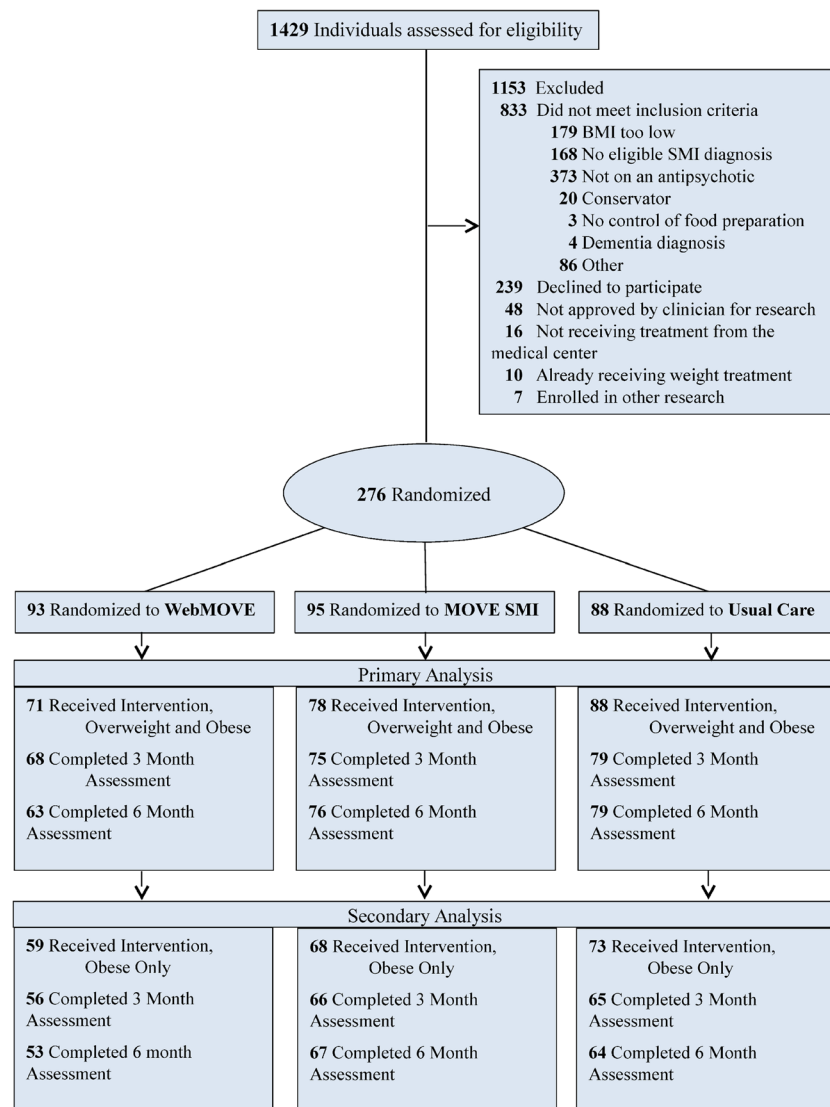 1429 Individuals assessed for eligibility
1153 Excluded
833 Did not meet inclusion criteria
179 BMI too low
168 No eligible SMI diagnosis
373 Not on an antipsychotic
20 Conservator
3 No control of food preparation
4 Dementia diagnosis
86 Other
239 Declined to participate
48 Not approved by clinician for research
16 Not receiving treatment from the
medical center
10 Already receiving weight treatment
7 Enrolled in other research
276 Randomized
93 Randomized to WebMOVE
95 Randomized to MOVE SMI
88 Randomized to Usual Care
Primary Analysis
71 Received Intervention,
Overweight and Obese
68 Completed 3 Month
Assessment
63 Completed 6 Month
Assessment
78 Received Intervention,
Overweight and Obese
75 Completed 3 Month
Assessment
76 Completed 6 Month
Assessment
88 Received Intervention,
Overweight and Obese
79 Completed 3 Month
Assessment
79 Completed 6 Month
Assessment
Secondary Analysis
59 Received Intervention,
Obese Only
56 Completed 3 Month
Assessment
53 Completed 6 month
Assessment
68 Received Intervention,
Obese Only
66 Completed 3 Month
Assessment
67 Completed 6 Month
Assessment
73 Received Intervention,
Obese Only
65 Completed 3 Month
Assessment
64 Completed 6 Month
Assessment